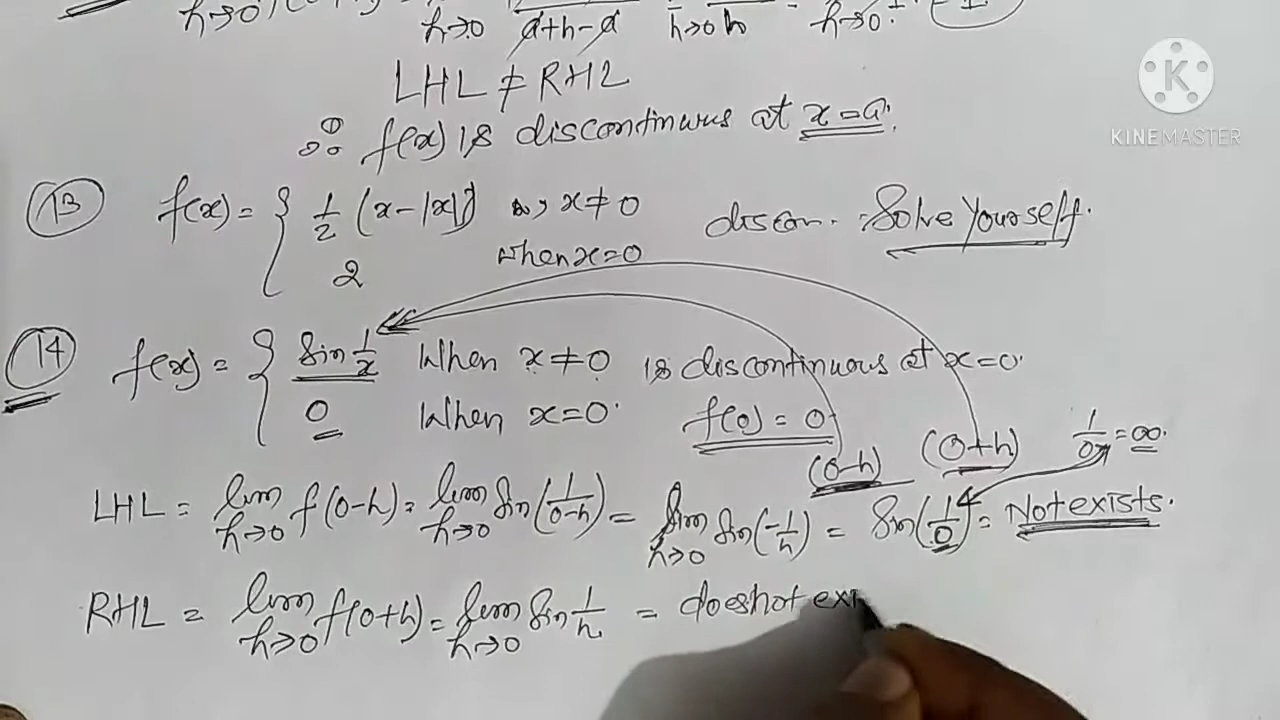 h→0 h→0 a+h-a h→0 h h→0
LHL ≠ RHL
∴ f(x) is discontinuous at x=a.
(13) f(x) = { 1/2 (x-|x|) , x≠0 discon. Solve yourself.
2 when x=0
(14) f(x) = { sin 1/x when x≠0 is discontinuous at x=0.
0 when x=0. f(0)=0
(0-h) (0+h) 1/0 = ∞.
LHL = lim h→0 f(0-h) = lim h→0 sin(1/0-h) = lim h→0 sin(-1/h) = sin(1/0) = Not exists.
RHL = lim h→0 f(0+h) = lim h→0 sin 1/h = does not exi
K
KINEMASTER